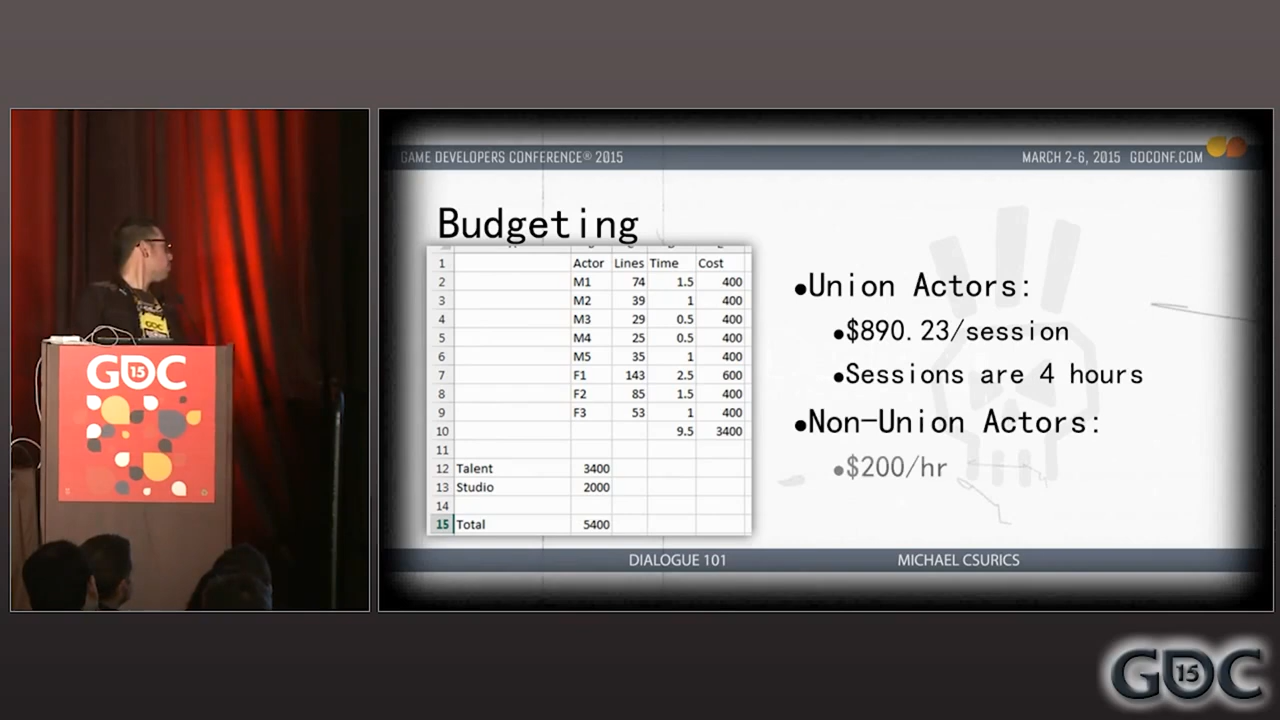 GAME DEVELOPERS CONFERENCE® 2015
MARCH 2-6, 2015 GDCONF.COM
Budgeting
1 Actor Lines Time Cost
2 M1 74 1.5 400
3 M2 39 1 400
4 M3 29 0.5 400
5 M4 25 0.5 400
6 M5 35 1 400
7 F1 143 2.5 600
8 F2 85 1.5 400
9 F3 53 1 400
10 9.5 3400
11
12 Talent 3400
13 Studio 2000
14
15 Total 5400
•Union Actors:
•$890.23/session
•Sessions are 4 hours
•Non-Union Actors:
•$200/hr
DIALOGUE 101
MICHAEL CSURICS
GDC
GDC 15
GDC 15